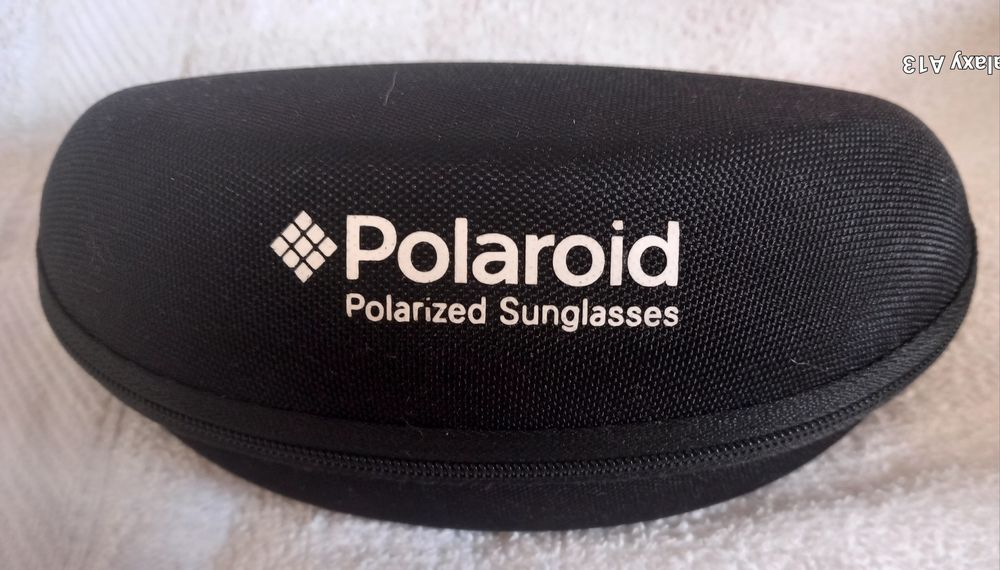 alaxy A13
Polaroid
Polarized Sunglasses